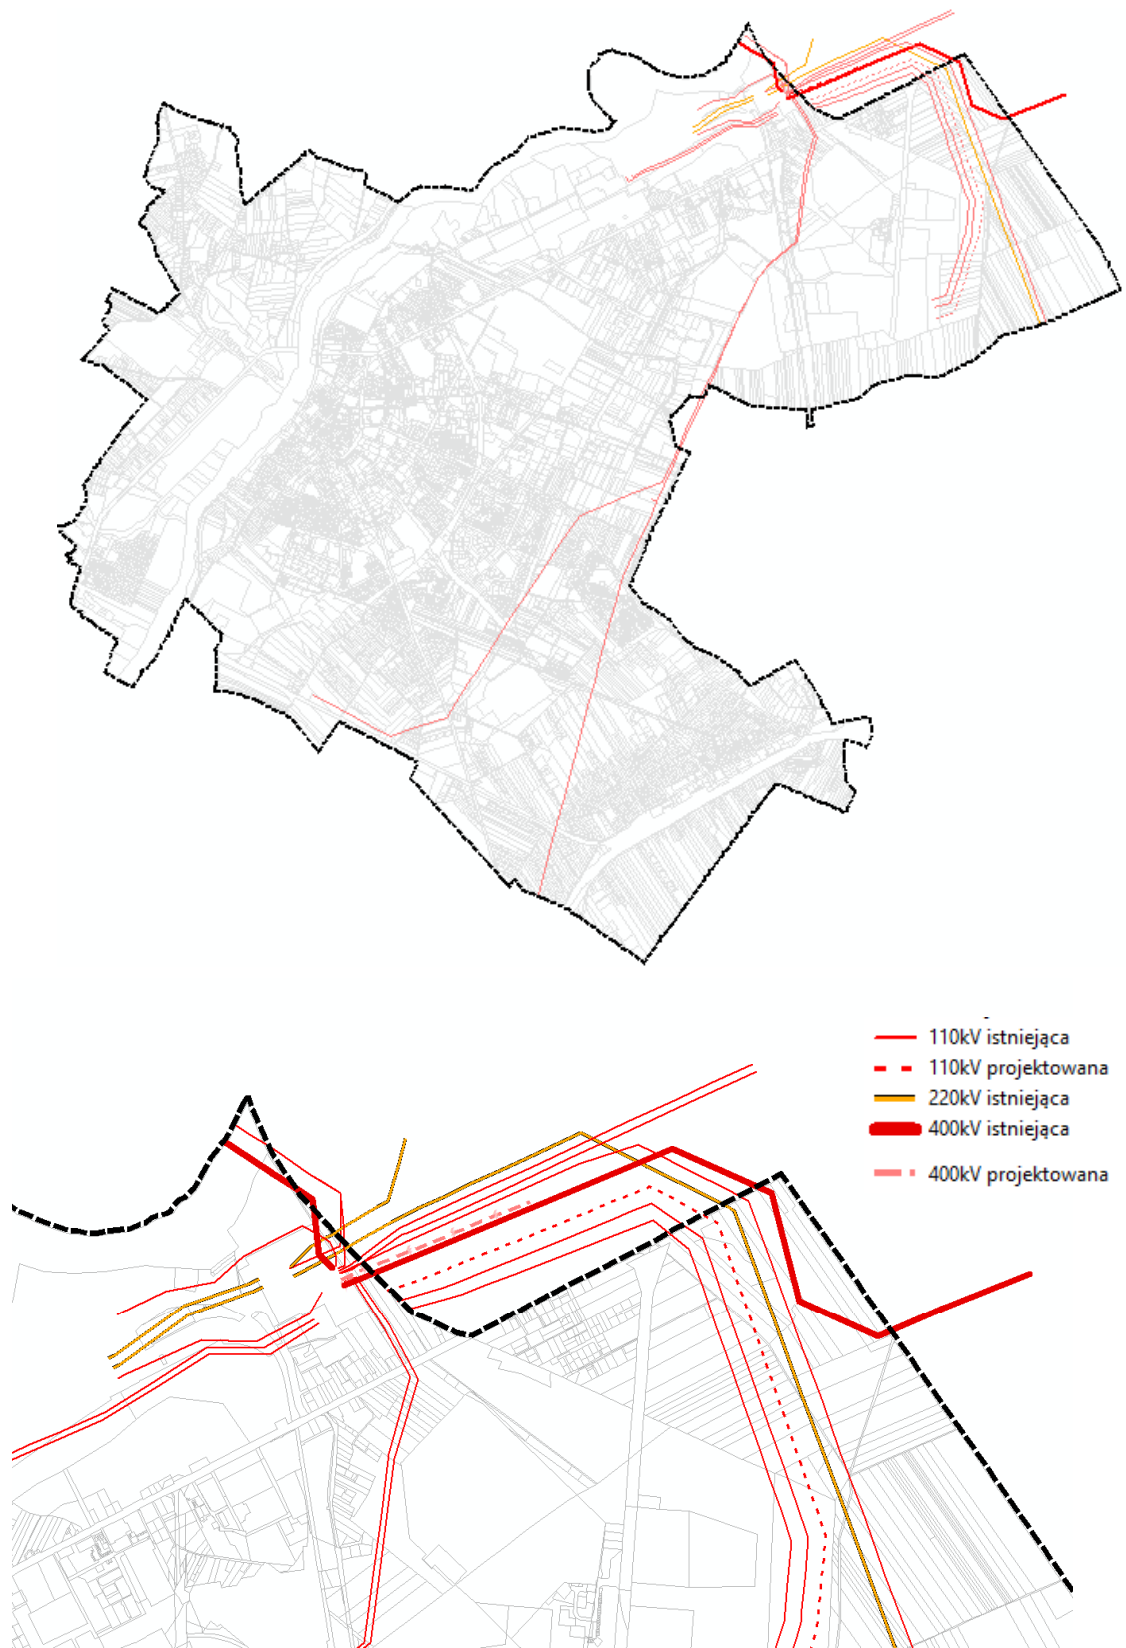 110kV istniejąca
110kV projektowana
220kV istniejąca
400kV istniejąca
400kV projektowana